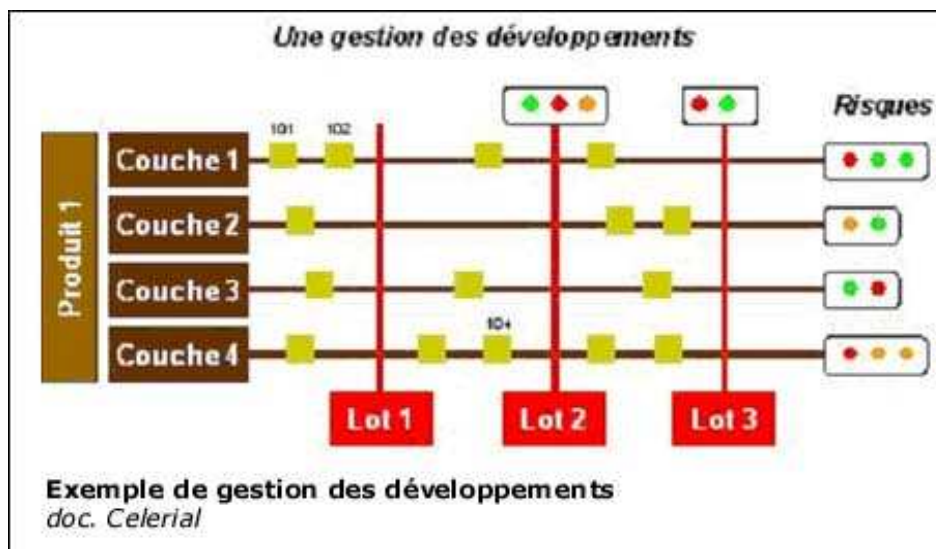 Une gestion des développements
Risques
101 102
Produit 1
Couche 1
Couche 2
Couche 3
104
Couche 4
Lot 1 Lot 2 Lot 3
Exemple de gestion des développements
doc. Celerial